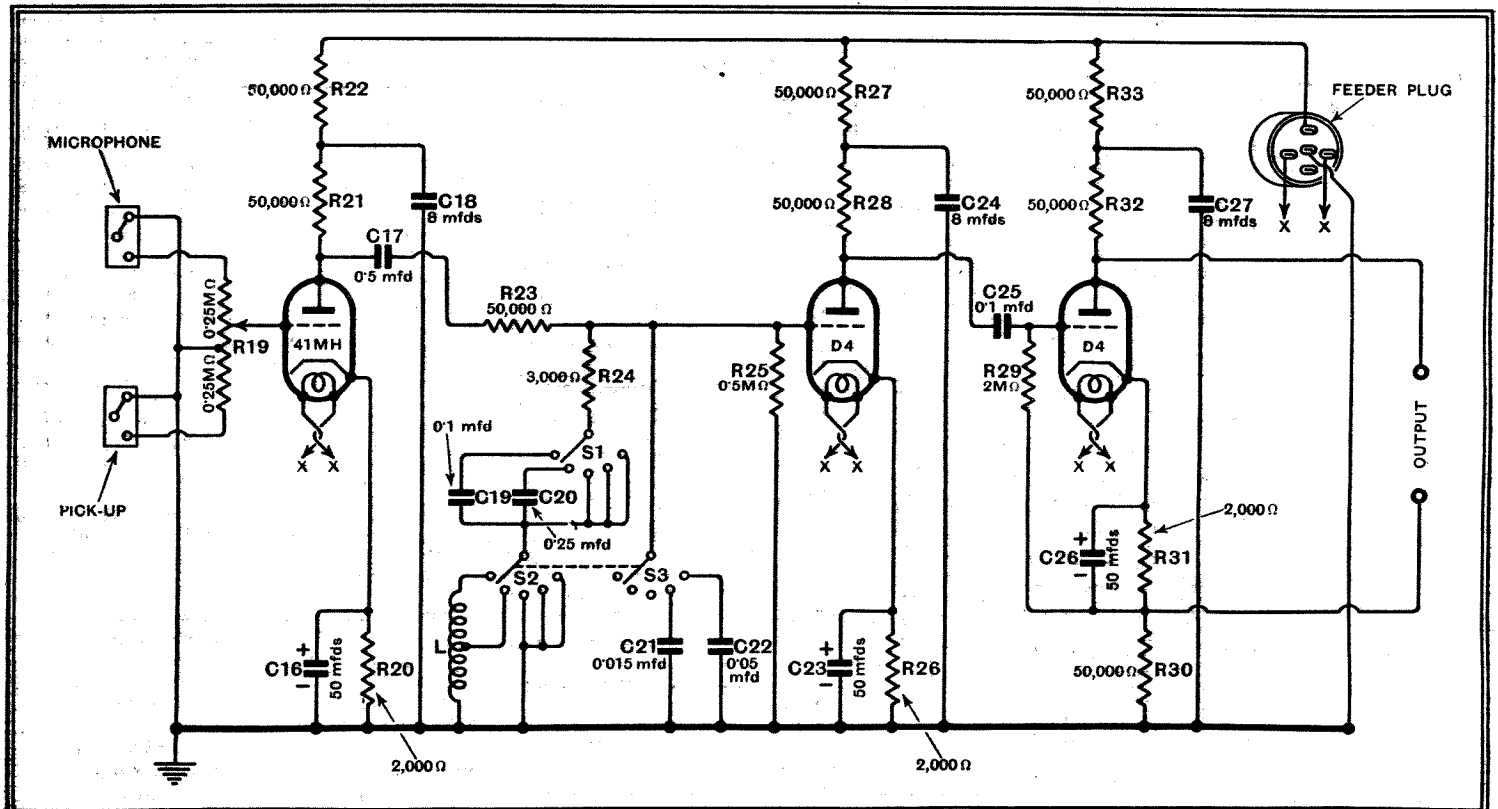 MICROPHONE
PICK-UP
0·25MΩ
0·25MΩ
R19
50,000Ω R22
50,000Ω R21
C18
8 mfds
C17
0·5 mfd
41MH
X X
C16
50 mfds
+
−
R20
2,000Ω
R23
50,000Ω
3,000Ω R24
0·1 mfd
S1
C19
C20
0·25 mfd
S2
S3
L
C21
0·015 mfd
C22
0·05
mfd
R25
0·5MΩ
50,000Ω R27
50,000Ω R28
C24
8 mfds
D4
X X
C23
50 mfds
+
−
R26
2,000Ω
C25
0·1 mfd
R29
2MΩ
50,000Ω R33
50,000Ω R32
C27
8 mfds
D4
X X
C26
50 mfds
+
−
R31
2,000Ω
50,000Ω R30
FEEDER PLUG
X X
OUTPUT